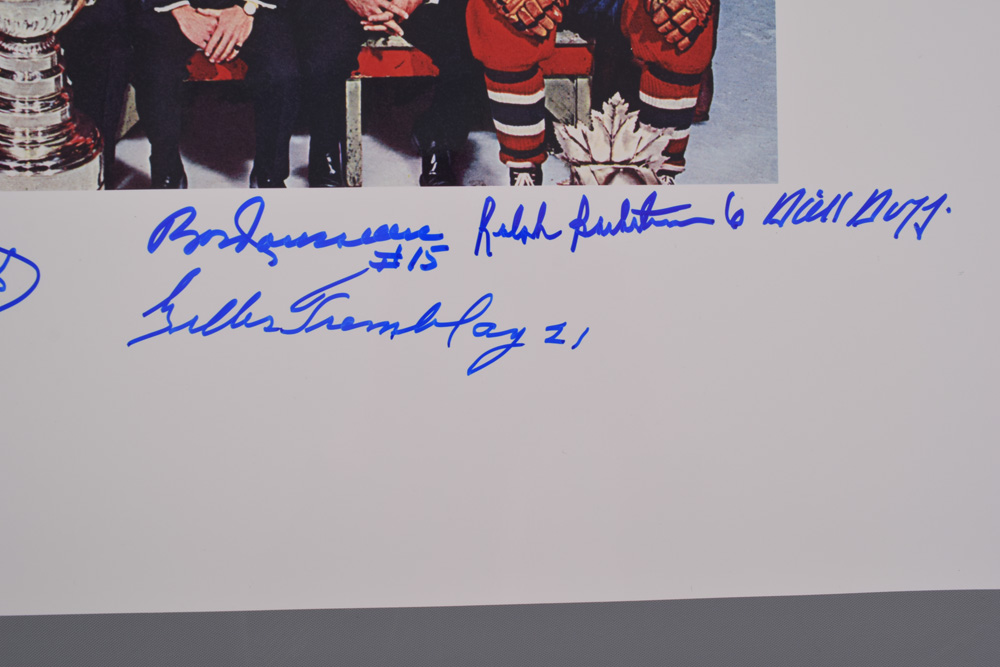 Bob Rousseau Ralph Backstrom 6 Dick Duff.
#15
Gilles Tremblay 21